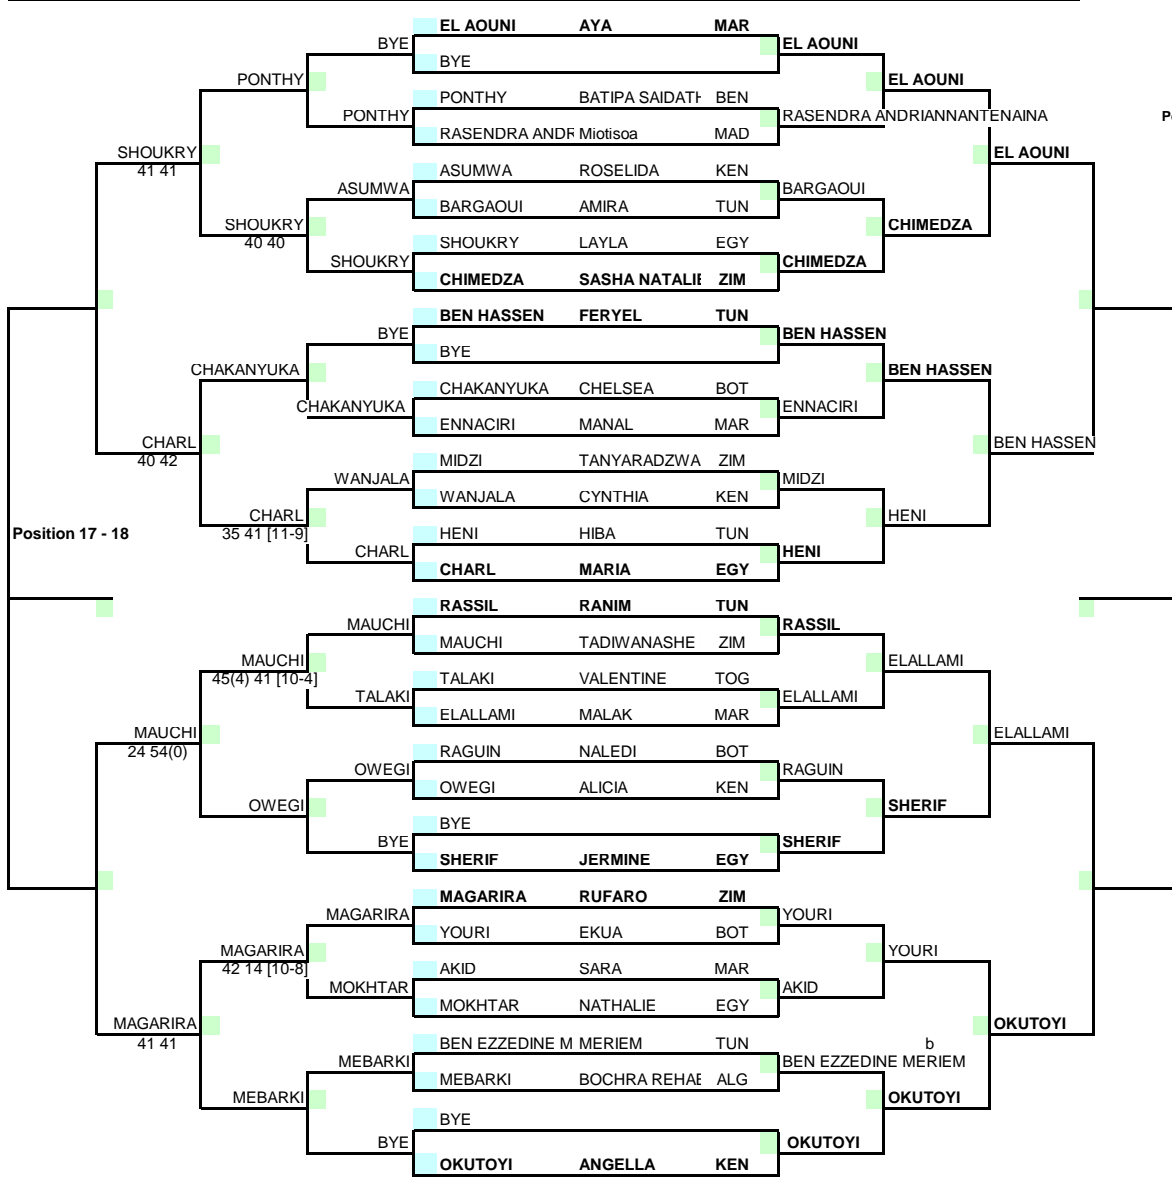 EL AOUNI AYA MAR
BYE EL AOUNI
BYE
PONTHY EL AOUNI
PONTHY BATIPA SAIDATH BEN
PONTHY RASENDRA ANDRIANNANTENAINA
RASENDRA ANDR Miotisoa MAD
SHOUKRY EL AOUNI
41 41
ASUMWA ROSELIDA KEN
ASUMWA BARGAOUI
BARGAOUI AMIRA TUN
SHOUKRY CHIMEDZA
40 40
SHOUKRY LAYLA EGY
SHOUKRY CHIMEDZA
CHIMEDZA SASHA NATALIE ZIM
BEN HASSEN FERYEL TUN
BYE BEN HASSEN
BYE
CHAKANYUKA BEN HASSEN
CHAKANYUKA CHELSEA BOT
CHAKANYUKA ENNACIRI
ENNACIRI MANAL MAR
CHARL BEN HASSEN
40 42
MIDZI TANYARADZWA ZIM
WANJALA MIDZI
WANJALA CYNTHIA KEN
CHARL HENI
35 41 [11-9]
Position 17 - 18
HENI HIBA TUN
CHARL HENI
CHARL MARIA EGY
RASSIL RANIM TUN
MAUCHI RASSIL
MAUCHI TADIWANASHE ZIM
MAUCHI ELALLAMI
45(4) 41 [10-4]
TALAKI VALENTINE TOG
TALAKI ELALLAMI
ELALLAMI MALAK MAR
MAUCHI ELALLAMI
24 54(0)
RAGUIN NALEDI BOT
OWEGI RAGUIN
OWEGI ALICIA KEN
OWEGI SHERIF
BYE
BYE SHERIF
SHERIF JERMINE EGY
MAGARIRA RUFARO ZIM
MAGARIRA YOURI
YOURI EKUA BOT
MAGARIRA YOURI
42 14 [10-8]
AKID SARA MAR
MOKHTAR AKID
MOKHTAR NATHALIE EGY
MAGARIRA OKUTOYI
41 41
BEN EZZEDINE M MERIEM TUN b
MEBARKI BEN EZZEDINE MERIEM
MEBARKI BOCHRA REHAB ALG
MEBARKI OKUTOYI
BYE
BYE OKUTOYI
OKUTOYI ANGELLA KEN